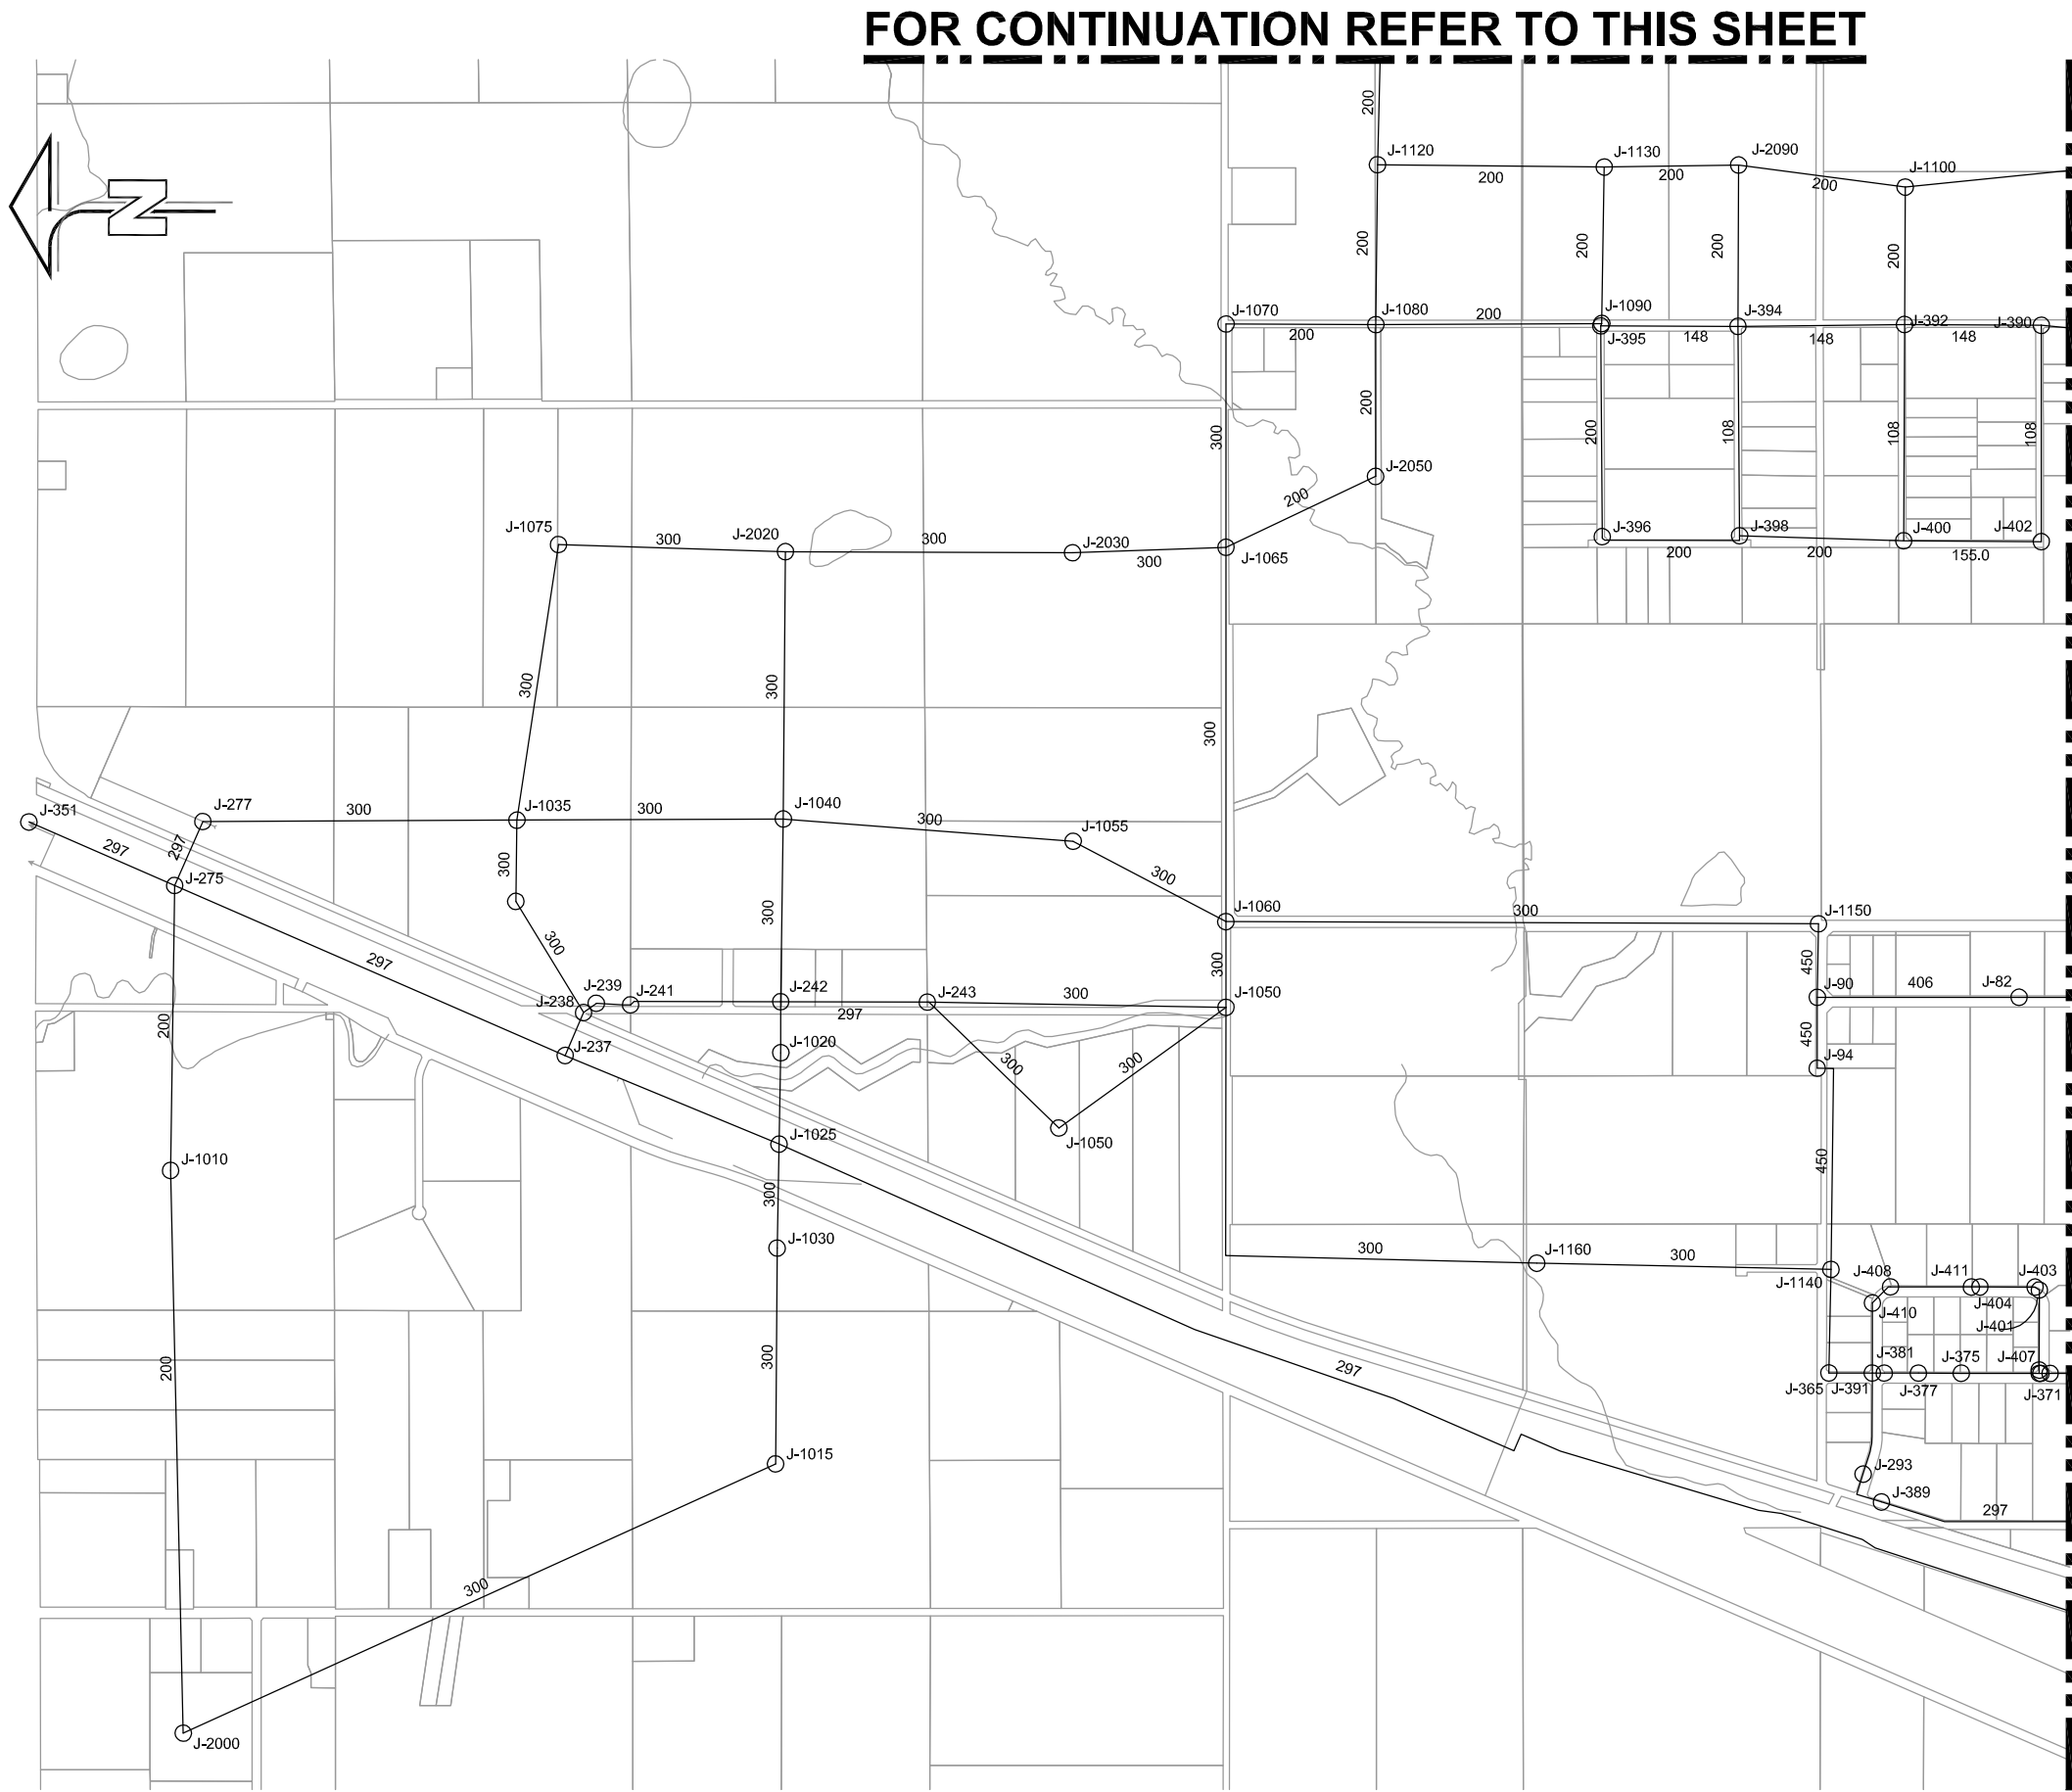 FOR CONTINUATION REFER TO THIS SHEET
200
J-1120
J-1130
J-2090
J-1100
200
200
200
N
200
200
200
200
J-1070
J-1080
J-1090
J-394
J-392
J-390
200
200
J-395
148
148
148
300
200
200
108
108
108
J-2050
200
J-1075
300
J-2020
300
J-2030
300
J-1065
J-396
J-398
J-400
J-402
200
200
155.0
300
300
300
J-351
J-277
300
J-1035
300
J-1040
300
J-1055
297
297
J-275
300
300
J-1060
300
J-1150
300
300
297
300
450
J-239
J-238
J-241
J-242
J-243
300
J-1050
J-90
406
J-82
297
200
J-237
J-1020
300
300
450
J-94
J-1050
J-1025
J-1010
450
300
J-1030
300
J-1160
300
J-1140
J-408
J-411
J-403
J-410
J-404
J-401
200
300
297
J-381
J-375
J-407
J-365
J-391
J-377
J-371
J-1015
J-293
J-389
297
300
J-2000